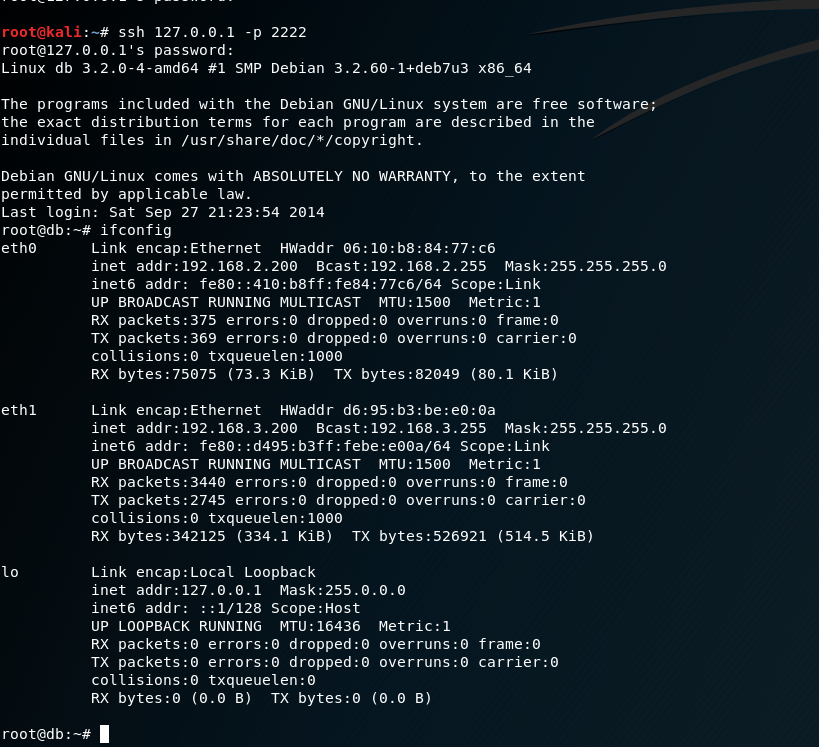 root@kali:~# ssh 127.0.0.1 -p 2222
root@127.0.0.1's password:
Linux db 3.2.0-4-amd64 #1 SMP Debian 3.2.60-1+deb7u3 x86_64

The programs included with the Debian GNU/Linux system are free software;
the exact distribution terms for each program are described in the
individual files in /usr/share/doc/*/copyright.

Debian GNU/Linux comes with ABSOLUTELY NO WARRANTY, to the extent
permitted by applicable law.
Last login: Sat Sep 27 21:23:54 2014
root@db:~# ifconfig
eth0      Link encap:Ethernet  HWaddr 06:10:b8:84:77:c6
          inet addr:192.168.2.200  Bcast:192.168.2.255  Mask:255.255.255.0
          inet6 addr: fe80::410:b8ff:fe84:77c6/64 Scope:Link
          UP BROADCAST RUNNING MULTICAST  MTU:1500  Metric:1
          RX packets:375 errors:0 dropped:0 overruns:0 frame:0
          TX packets:369 errors:0 dropped:0 overruns:0 carrier:0
          collisions:0 txqueuelen:1000
          RX bytes:75075 (73.3 KiB)  TX bytes:82049 (80.1 KiB)

eth1      Link encap:Ethernet  HWaddr d6:95:b3:be:e0:0a
          inet addr:192.168.3.200  Bcast:192.168.3.255  Mask:255.255.255.0
          inet6 addr: fe80::d495:b3ff:febe:e00a/64 Scope:Link
          UP BROADCAST RUNNING MULTICAST  MTU:1500  Metric:1
          RX packets:3440 errors:0 dropped:0 overruns:0 frame:0
          TX packets:2745 errors:0 dropped:0 overruns:0 carrier:0
          collisions:0 txqueuelen:1000
          RX bytes:342125 (334.1 KiB)  TX bytes:526921 (514.5 KiB)

lo        Link encap:Local Loopback
          inet addr:127.0.0.1  Mask:255.0.0.0
          inet6 addr: ::1/128 Scope:Host
          UP LOOPBACK RUNNING  MTU:16436  Metric:1
          RX packets:0 errors:0 dropped:0 overruns:0 frame:0
          TX packets:0 errors:0 dropped:0 overruns:0 carrier:0
          collisions:0 txqueuelen:0
          RX bytes:0 (0.0 B)  TX bytes:0 (0.0 B)

root@db:~#